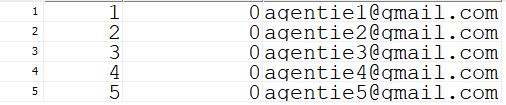 1 1 0 agentie1@gmail.com
2 2 0 agentie2@gmail.com
3 3 0 agentie3@gmail.com
4 4 0 agentie4@gmail.com
5 5 0 agentie5@gmail.com